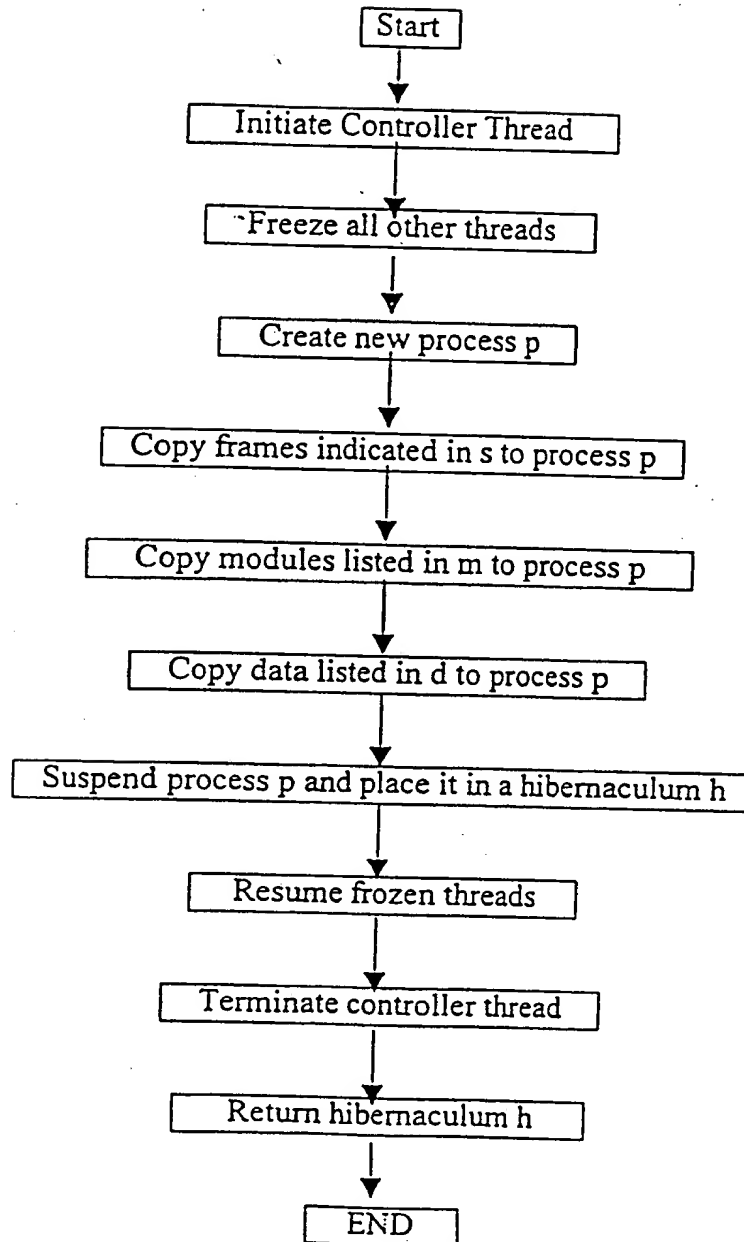 Start
Initiate Controller Thread
Freeze all other threads
Create new process p
Copy frames indicated in s to process p
Copy modules listed in m to process p
Copy data listed in d to process p
Suspend process p and place it in a hibernaculum h
Resume frozen threads
Terminate controller thread
Return hibernaculum h
END